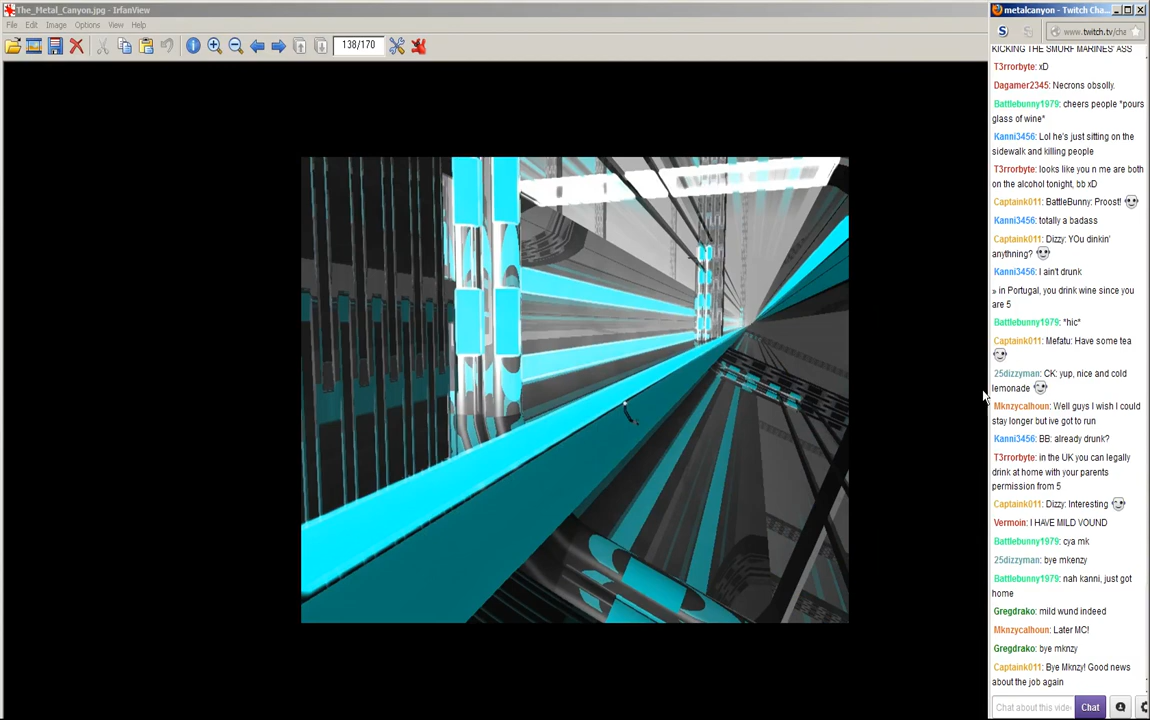 The_Metal_Canyon.jpg - IrfanView
File Edit Image Options View Help
138/170
metalcanyon - Twitch Cha...
www.twitch.tv/cha
KICKING THE SMURF MARINES' ASS
T3rrorbyte: xD
Dagamer2345: Necrons obsolly.
Battlebunny1979: cheers people *pours
glass of wine*
Kanni3456: Lol he's just sitting on the
sidewalk and killing people
T3rrorbyte: looks like you n me are both
on the alcohol tonight, bb xD
Captaink011: BattleBunny: Proost!
Kanni3456: totally a badass
Captaink011: Dizzy: YOu dinkin'
anythning?
Kanni3456: I ain't drunk
» in Portugal, you drink wine since you
are 5
Battlebunny1979: *hic*
Captaink011: Mefatu: Have some tea
25dizzyman: CK: yup, nice and cold
lemonade
Mknzycalhoun: Well guys I wish I could
stay longer but ive got to run
Kanni3456: BB: already drunk?
T3rrorbyte: in the UK you can legally
drink at home with your parents
permission from 5
Captaink011: Dizzy: Interesting
Vermoin: I HAVE MILD VOUND
Battlebunny1979: cya mk
25dizzyman: bye mkenzy
Battlebunny1979: nah kanni, just got
home
Gregdrako: mild wund indeed
Mknzycalhoun: Later MC!
Gregdrako: bye mknzy
Captaink011: Bye Mknzy! Good news
about the job again
Chat about this vide
Chat